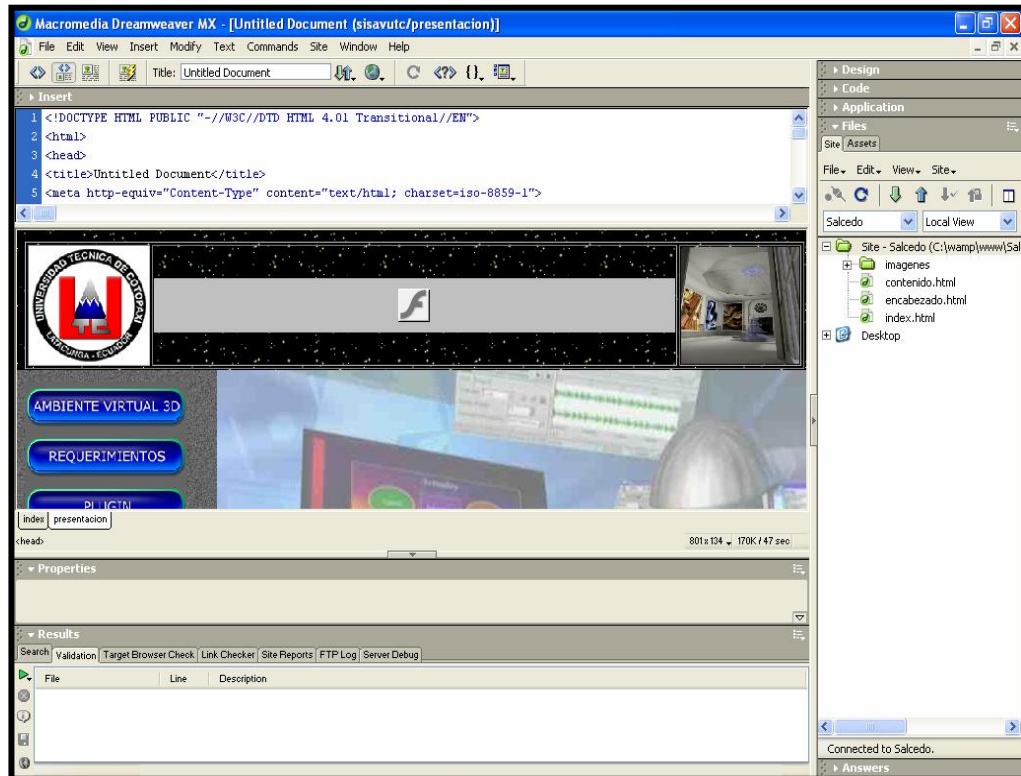 Macromedia Dreamweaver MX - [Untitled Document (sisavutc/presentacion)]
File Edit View Insert Modify Text Commands Site Window Help
Title: Untitled Document
Insert
1 <!DOCTYPE HTML PUBLIC "-//W3C//DTD HTML 4.01 Transitional//EN">
2 <html>
3 <head>
4 <title>Untitled Document</title>
5 <meta http-equiv="Content-Type" content="text/html; charset=iso-8859-1">
UNIVERSIDAD TECNICA DE COTOPAXI
UTC
LATACUNGA - ECUADOR
AMBIENTE VIRTUAL 3D
REQUERIMIENTOS
PLUGIN
index presentacion
<head>
801 x 134 170K / 47 sec
Properties
Results
Search Validation Target Browser Check Link Checker Site Reports FTP Log Server Debug
File Line Description
Design
Code
Application
Files
Site Assets
File Edit View Site
Salcedo Local View
Site - Salcedo (C:\wamp\www\Sal
imagenes
contenido.html
encabezado.html
index.html
Desktop
Connected to Salcedo.
Answers